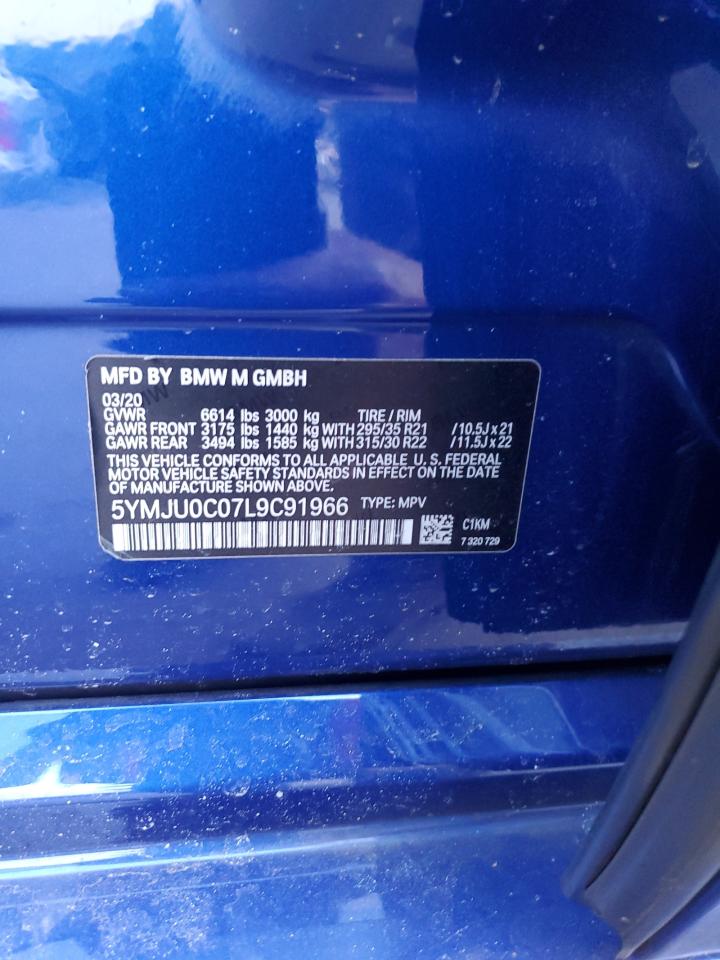 MFD BY BMW M GMBH
03/20
GVWR 6614 lbs 3000 kg TIRE / RIM
GAWR FRONT 3175 lbs 1440 kg WITH 295/35 R21 /10.5J x 21
GAWR REAR 3494 lbs 1585 kg WITH 315/30 R22 /11.5J x 22
THIS VEHICLE CONFORMS TO ALL APPLICABLE U.S. FEDERAL
MOTOR VEHICLE SAFETY STANDARDS IN EFFECT ON THE DATE
OF MANUFACTURE SHOWN ABOVE.
5YMJU0C07L9C91966 TYPE: MPV
C1KM
7 320 729